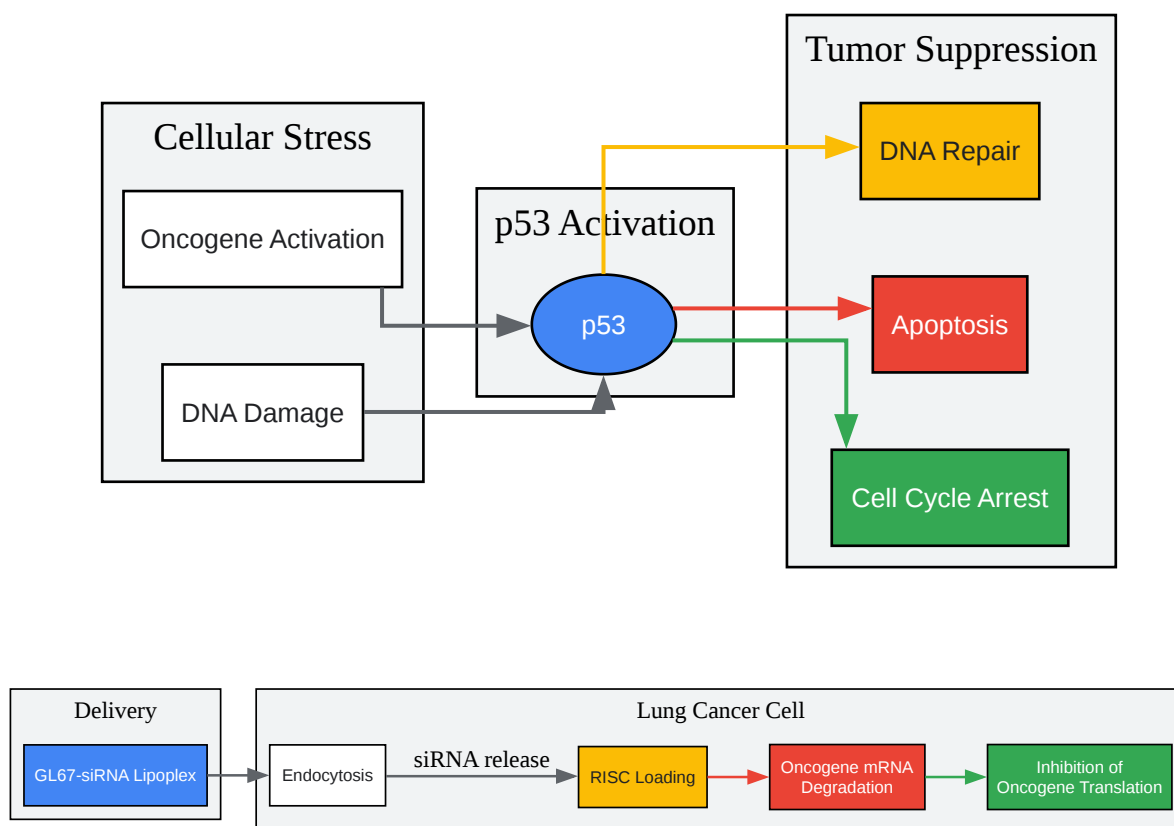 Tumor Suppression
Cellular Stress
DNA Repair
Oncogene Activation
p53 Activation
p53
Apoptosis
DNA Damage
Cell Cycle Arrest
Delivery
GL67-siRNA Lipoplex
Lung Cancer Cell
Endocytosis
siRNA release
RISC Loading
Oncogene mRNA
Degradation
Inhibition of
Oncogene Translation